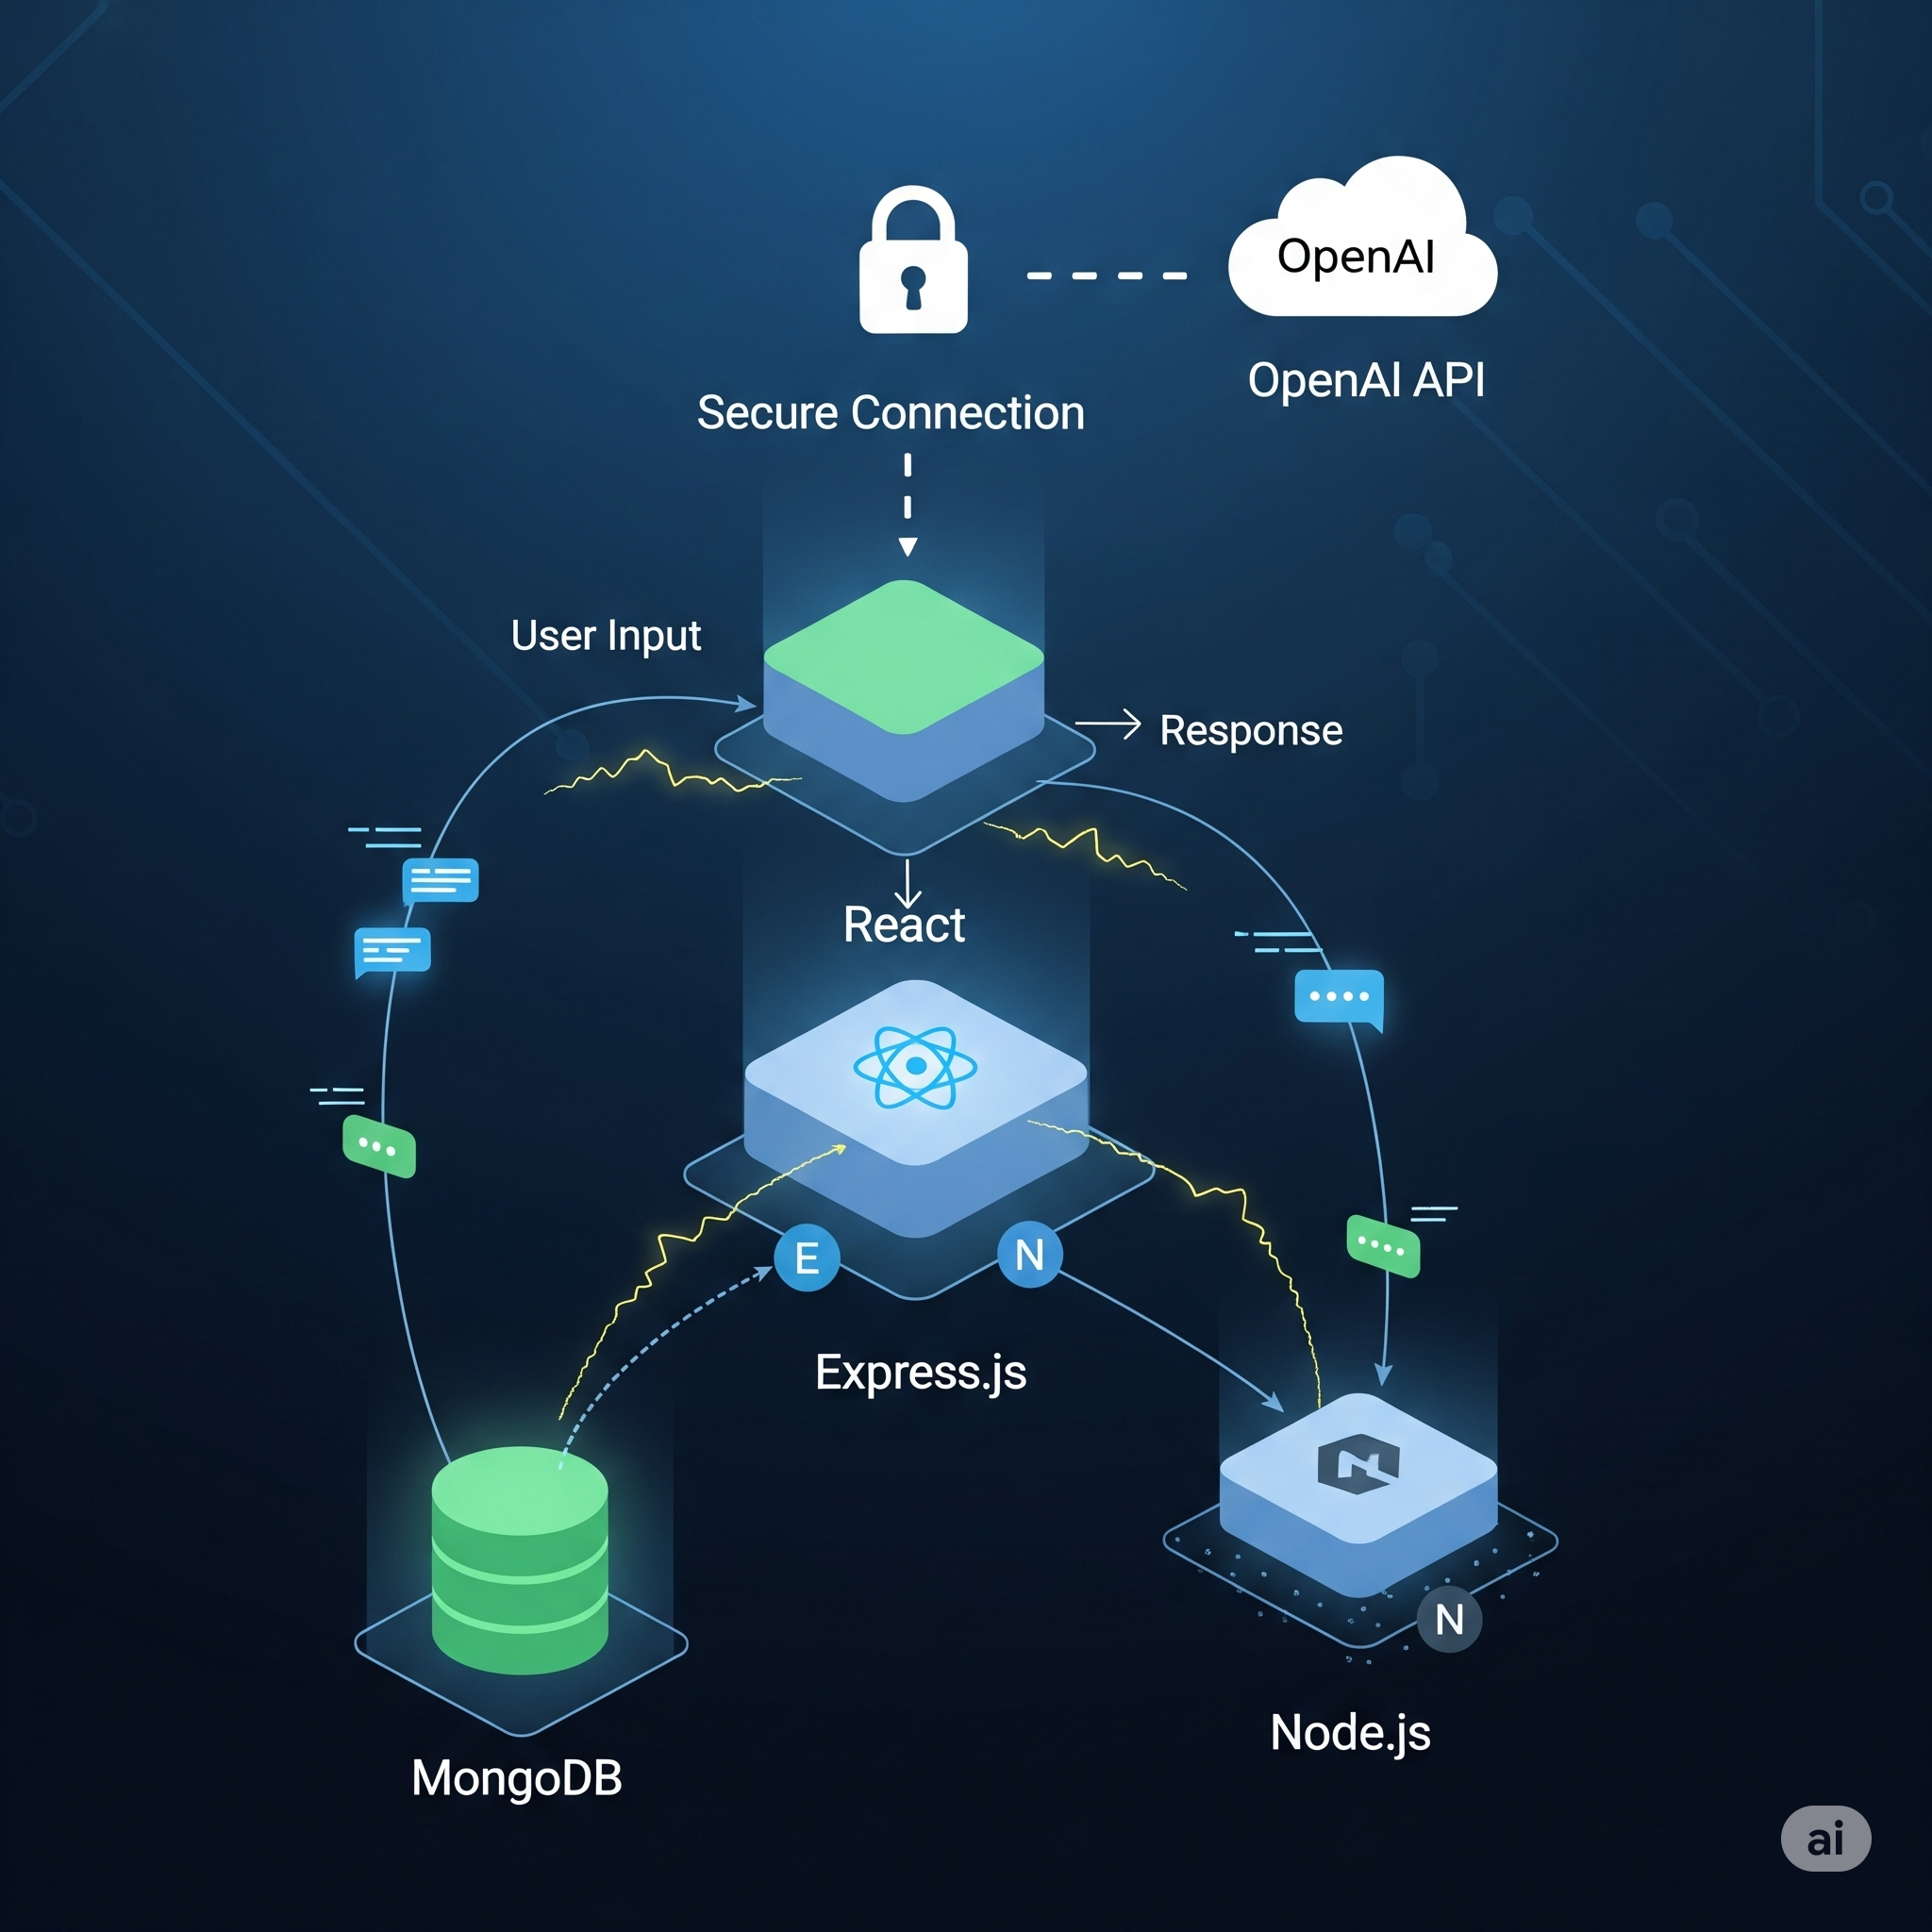 OpenAI
OpenAI API
Secure Connection
User Input
Response
React
E
N
Express.js
N
Node.js
MongoDB
ai